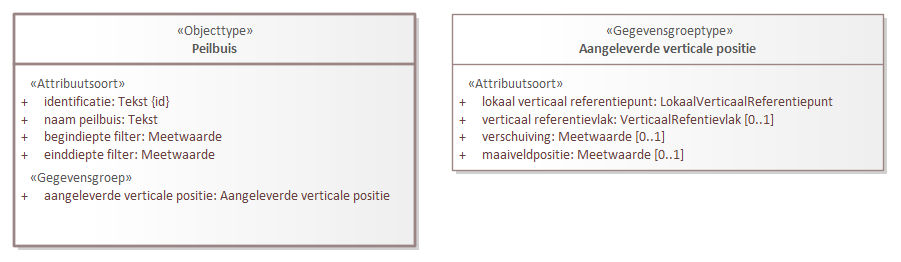 «Objecttype»
Peilbuis
«Attribuutsoort»
+ identificatie: Tekst {id}
+ naam peilbuis: Tekst
+ begindiepte filter: Meetwaarde
+ einddiepte filter: Meetwaarde
«Gegevensgroep»
+ aangeleverde verticale positie: Aangeleverde verticale positie
«Gegevensgroeptype»
Aangeleverde verticale positie
«Attribuutsoort»
+ lokaal verticaal referentiepunt: LokaalVerticaalReferentiepunt
+ verticaal referentievlak: VerticaalRefentievlak [0..1]
+ verschuiving: Meetwaarde [0..1]
+ maaiveldpositie: Meetwaarde [0..1]